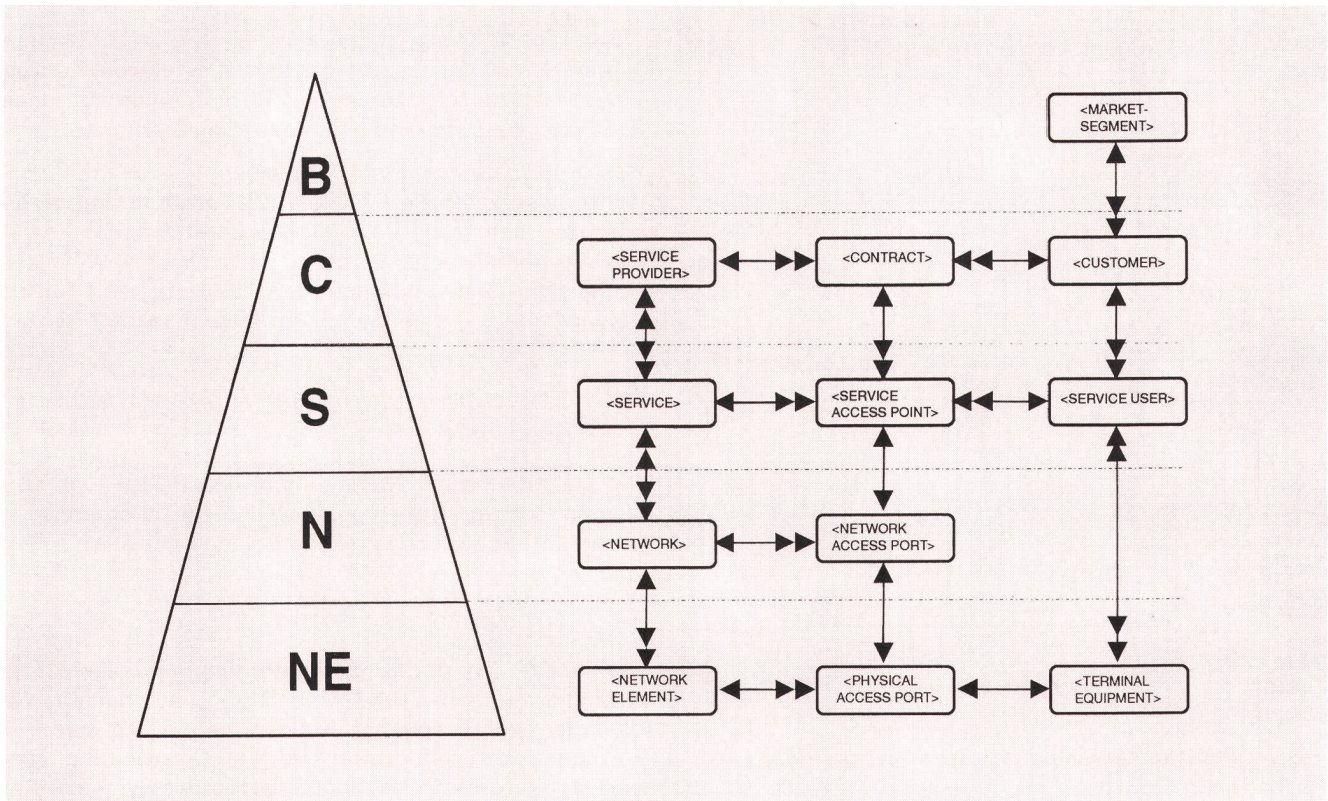 B
C
S
N
NE
<MARKET-
SEGMENT>
<SERVICE
PROVIDER>
<CONTRACT>
<CUSTOMER>
<SERVICE>
<SERVICE
ACCESS POINT>
<SERVICE USER>
<NETWORK>
<NETWORK
ACCESS PORT>
<NETWORK
ELEMENT>
<PHYSICAL
ACCESS PORT>
<TERMINAL
EQUIPMENT>